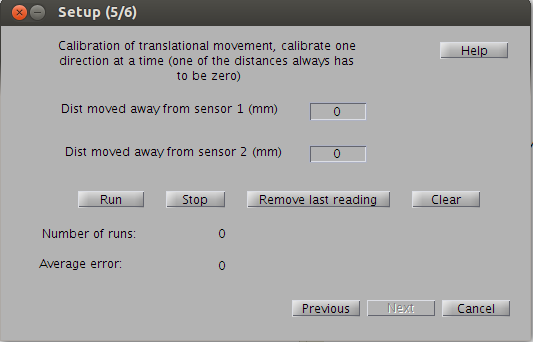 Setup (5/6)
Calibration of translational movement, calibrate one
direction at a time (one of the distances always has
to be zero)
Help
Dist moved away from sensor 1 (mm)
0
Dist moved away from sensor 2 (mm)
0
Run
Stop
Remove last reading
Clear
Number of runs:
0
Average error:
0
Previous
Next
Cancel